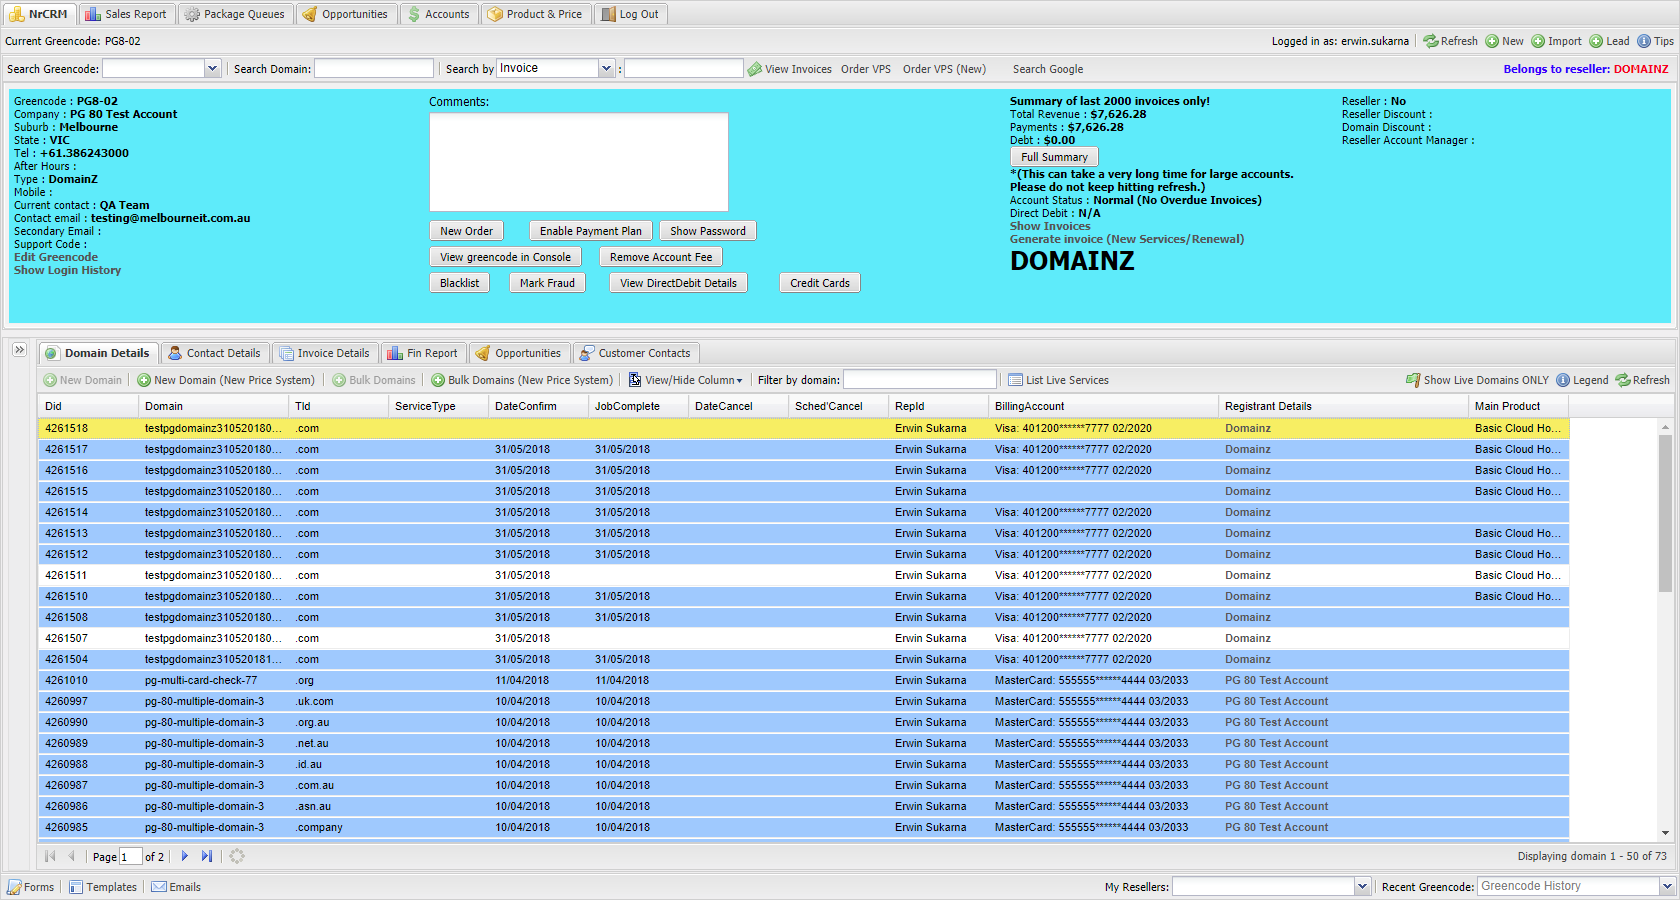 NrCRM Sales Report Package Queues Opportunities Accounts Product & Price Log Out
Current Greencode: PG8-02 Logged in as: erwin.sukarna Refresh New Import Lead Tips
Search Greencode: Search Domain: Search by Invoice : View Invoices Order VPS Order VPS (New) Search Google Belongs to reseller: DOMAINZ
Greencode : PG8-02
Company : PG 80 Test Account
Suburb : Melbourne
State : VIC
Tel : +61.386243000
After Hours :
Type : DomainZ
Mobile :
Current contact : QA Team
Contact email : testing@melbourneit.com.au
Secondary Email :
Support Code :
Edit Greencode
Show Login History
Comments:
New Order Enable Payment Plan Show Password
View greencode in Console Remove Account Fee
Blacklist Mark Fraud View DirectDebit Details Credit Cards
Summary of last 2000 invoices only!
Total Revenue : $7,626.28
Payments : $7,626.28
Debt : $0.00
Full Summary
*(This can take a very long time for large accounts.
Please do not keep hitting refresh.)
Account Status : Normal (No Overdue Invoices)
Direct Debit : N/A
Show Invoices
Generate invoice (New Services/Renewal)
DOMAINZ
Reseller : No
Reseller Discount :
Domain Discount :
Reseller Account Manager :
Domain Details Contact Details Invoice Details Fin Report Opportunities Customer Contacts
New Domain New Domain (New Price System) Bulk Domains Bulk Domains (New Price System) View/Hide Column Filter by domain: List Live Services Show Live Domains ONLY Legend Refresh
Did Domain Tld ServiceType DateConfirm JobComplete DateCancel Sched'Cancel RepId BillingAccount Registrant Details Main Product
4261518 testpgdomainz310520180... .com Erwin Sukarna Visa: 401200******7777 02/2020 Domainz Basic Cloud Ho...
4261517 testpgdomainz310520180... .com 31/05/2018 31/05/2018 Erwin Sukarna Visa: 401200******7777 02/2020 Domainz Basic Cloud Ho...
4261516 testpgdomainz310520180... .com 31/05/2018 31/05/2018 Erwin Sukarna Visa: 401200******7777 02/2020 Domainz Basic Cloud Ho...
4261515 testpgdomainz310520180... .com 31/05/2018 31/05/2018 Erwin Sukarna Domainz Basic Cloud Ho...
4261514 testpgdomainz310520180... .com 31/05/2018 31/05/2018 Erwin Sukarna Visa: 401200******7777 02/2020 Domainz
4261513 testpgdomainz310520180... .com 31/05/2018 31/05/2018 Erwin Sukarna Visa: 401200******7777 02/2020 Domainz Basic Cloud Ho...
4261512 testpgdomainz310520180... .com 31/05/2018 31/05/2018 Erwin Sukarna Visa: 401200******7777 02/2020 Domainz Basic Cloud Ho...
4261511 testpgdomainz310520180... .com 31/05/2018 Erwin Sukarna Visa: 401200******7777 02/2020 Domainz Basic Cloud Ho...
4261510 testpgdomainz310520180... .com 31/05/2018 31/05/2018 Erwin Sukarna Visa: 401200******7777 02/2020 Domainz Basic Cloud Ho...
4261508 testpgdomainz310520180... .com 31/05/2018 31/05/2018 Erwin Sukarna Visa: 401200******7777 02/2020 Domainz
4261507 testpgdomainz310520180... .com 31/05/2018 Erwin Sukarna Visa: 401200******7777 02/2020 Domainz
4261504 testpgdomainz310520181... .com 31/05/2018 31/05/2018 Erwin Sukarna Visa: 401200******7777 02/2020 Domainz
4261010 pg-multi-card-check-77 .org 11/04/2018 11/04/2018 Erwin Sukarna MasterCard: 555555******4444 03/2033 PG 80 Test Account
4260997 pg-80-multiple-domain-3 .uk.com 10/04/2018 10/04/2018 Erwin Sukarna MasterCard: 555555******4444 03/2033 PG 80 Test Account
4260990 pg-80-multiple-domain-3 .org.au 10/04/2018 10/04/2018 Erwin Sukarna MasterCard: 555555******4444 03/2033 PG 80 Test Account
4260989 pg-80-multiple-domain-3 .net.au 10/04/2018 10/04/2018 Erwin Sukarna MasterCard: 555555******4444 03/2033 PG 80 Test Account
4260988 pg-80-multiple-domain-3 .id.au 10/04/2018 10/04/2018 Erwin Sukarna MasterCard: 555555******4444 03/2033 PG 80 Test Account
4260987 pg-80-multiple-domain-3 .com.au 10/04/2018 10/04/2018 Erwin Sukarna MasterCard: 555555******4444 03/2033 PG 80 Test Account
4260986 pg-80-multiple-domain-3 .asn.au 10/04/2018 10/04/2018 Erwin Sukarna MasterCard: 555555******4444 03/2033 PG 80 Test Account
4260985 pg-80-multiple-domain-3 .company 10/04/2018 10/04/2018 Erwin Sukarna MasterCard: 555555******4444 03/2033 PG 80 Test Account
Page 1 of 2 Displaying domain 1 - 50 of 73
Forms Templates Emails My Resellers: Recent Greencode: Greencode History